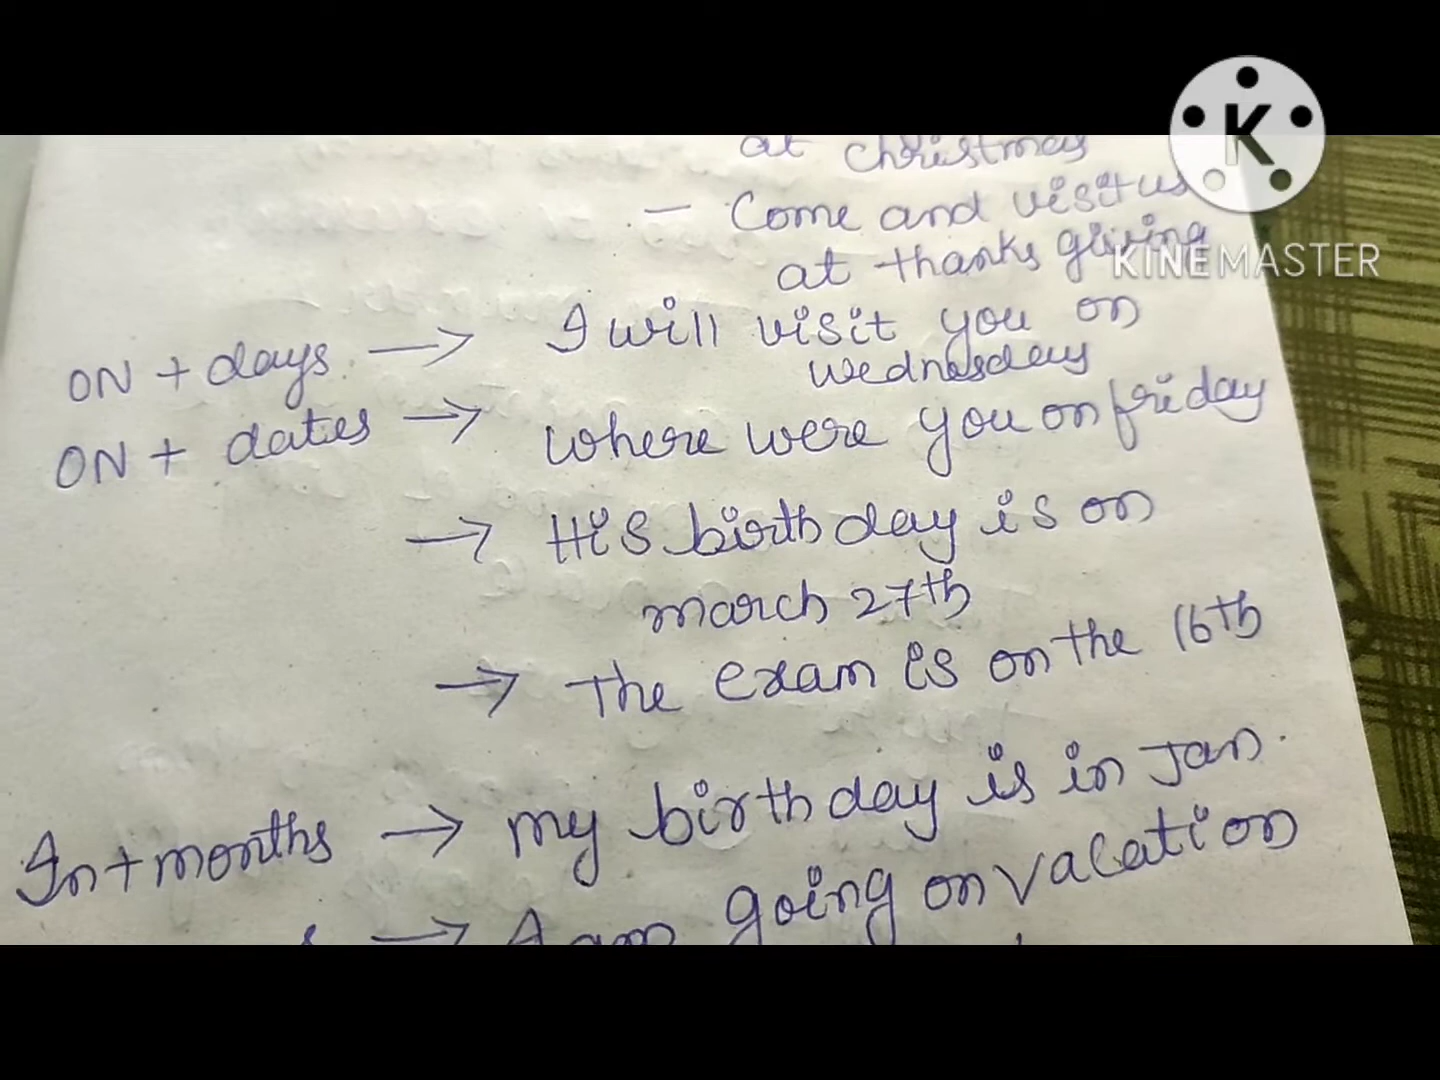 at christmas
- Come and visit us
at thanks giving
KINEMASTER
K
ON + days → I will visit you on
wednesday
ON + dates → where were you on friday
→ His birthday is on
march 27th
→ The exam is on the 16th
In + months → my birthday is in Jan.
→ I am going on vacation